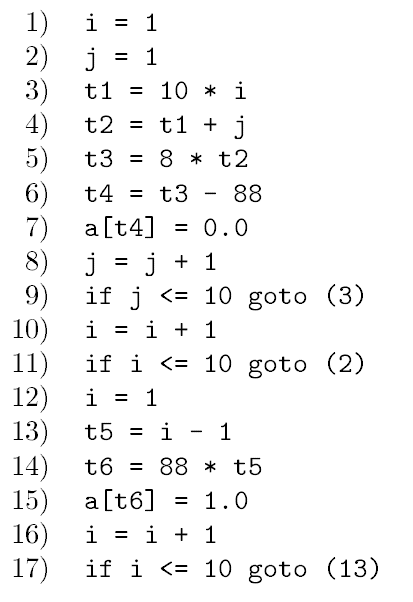 1) i = 1
2) j = 1
3) t1 = 10 * i
4) t2 = t1 + j
5) t3 = 8 * t2
6) t4 = t3 - 88
7) a[t4] = 0.0
8) j = j + 1
9) if j <= 10 goto (3)
10) i = i + 1
11) if i <= 10 goto (2)
12) i = 1
13) t5 = i - 1
14) t6 = 88 * t5
15) a[t6] = 1.0
16) i = i + 1
17) if i <= 10 goto (13)